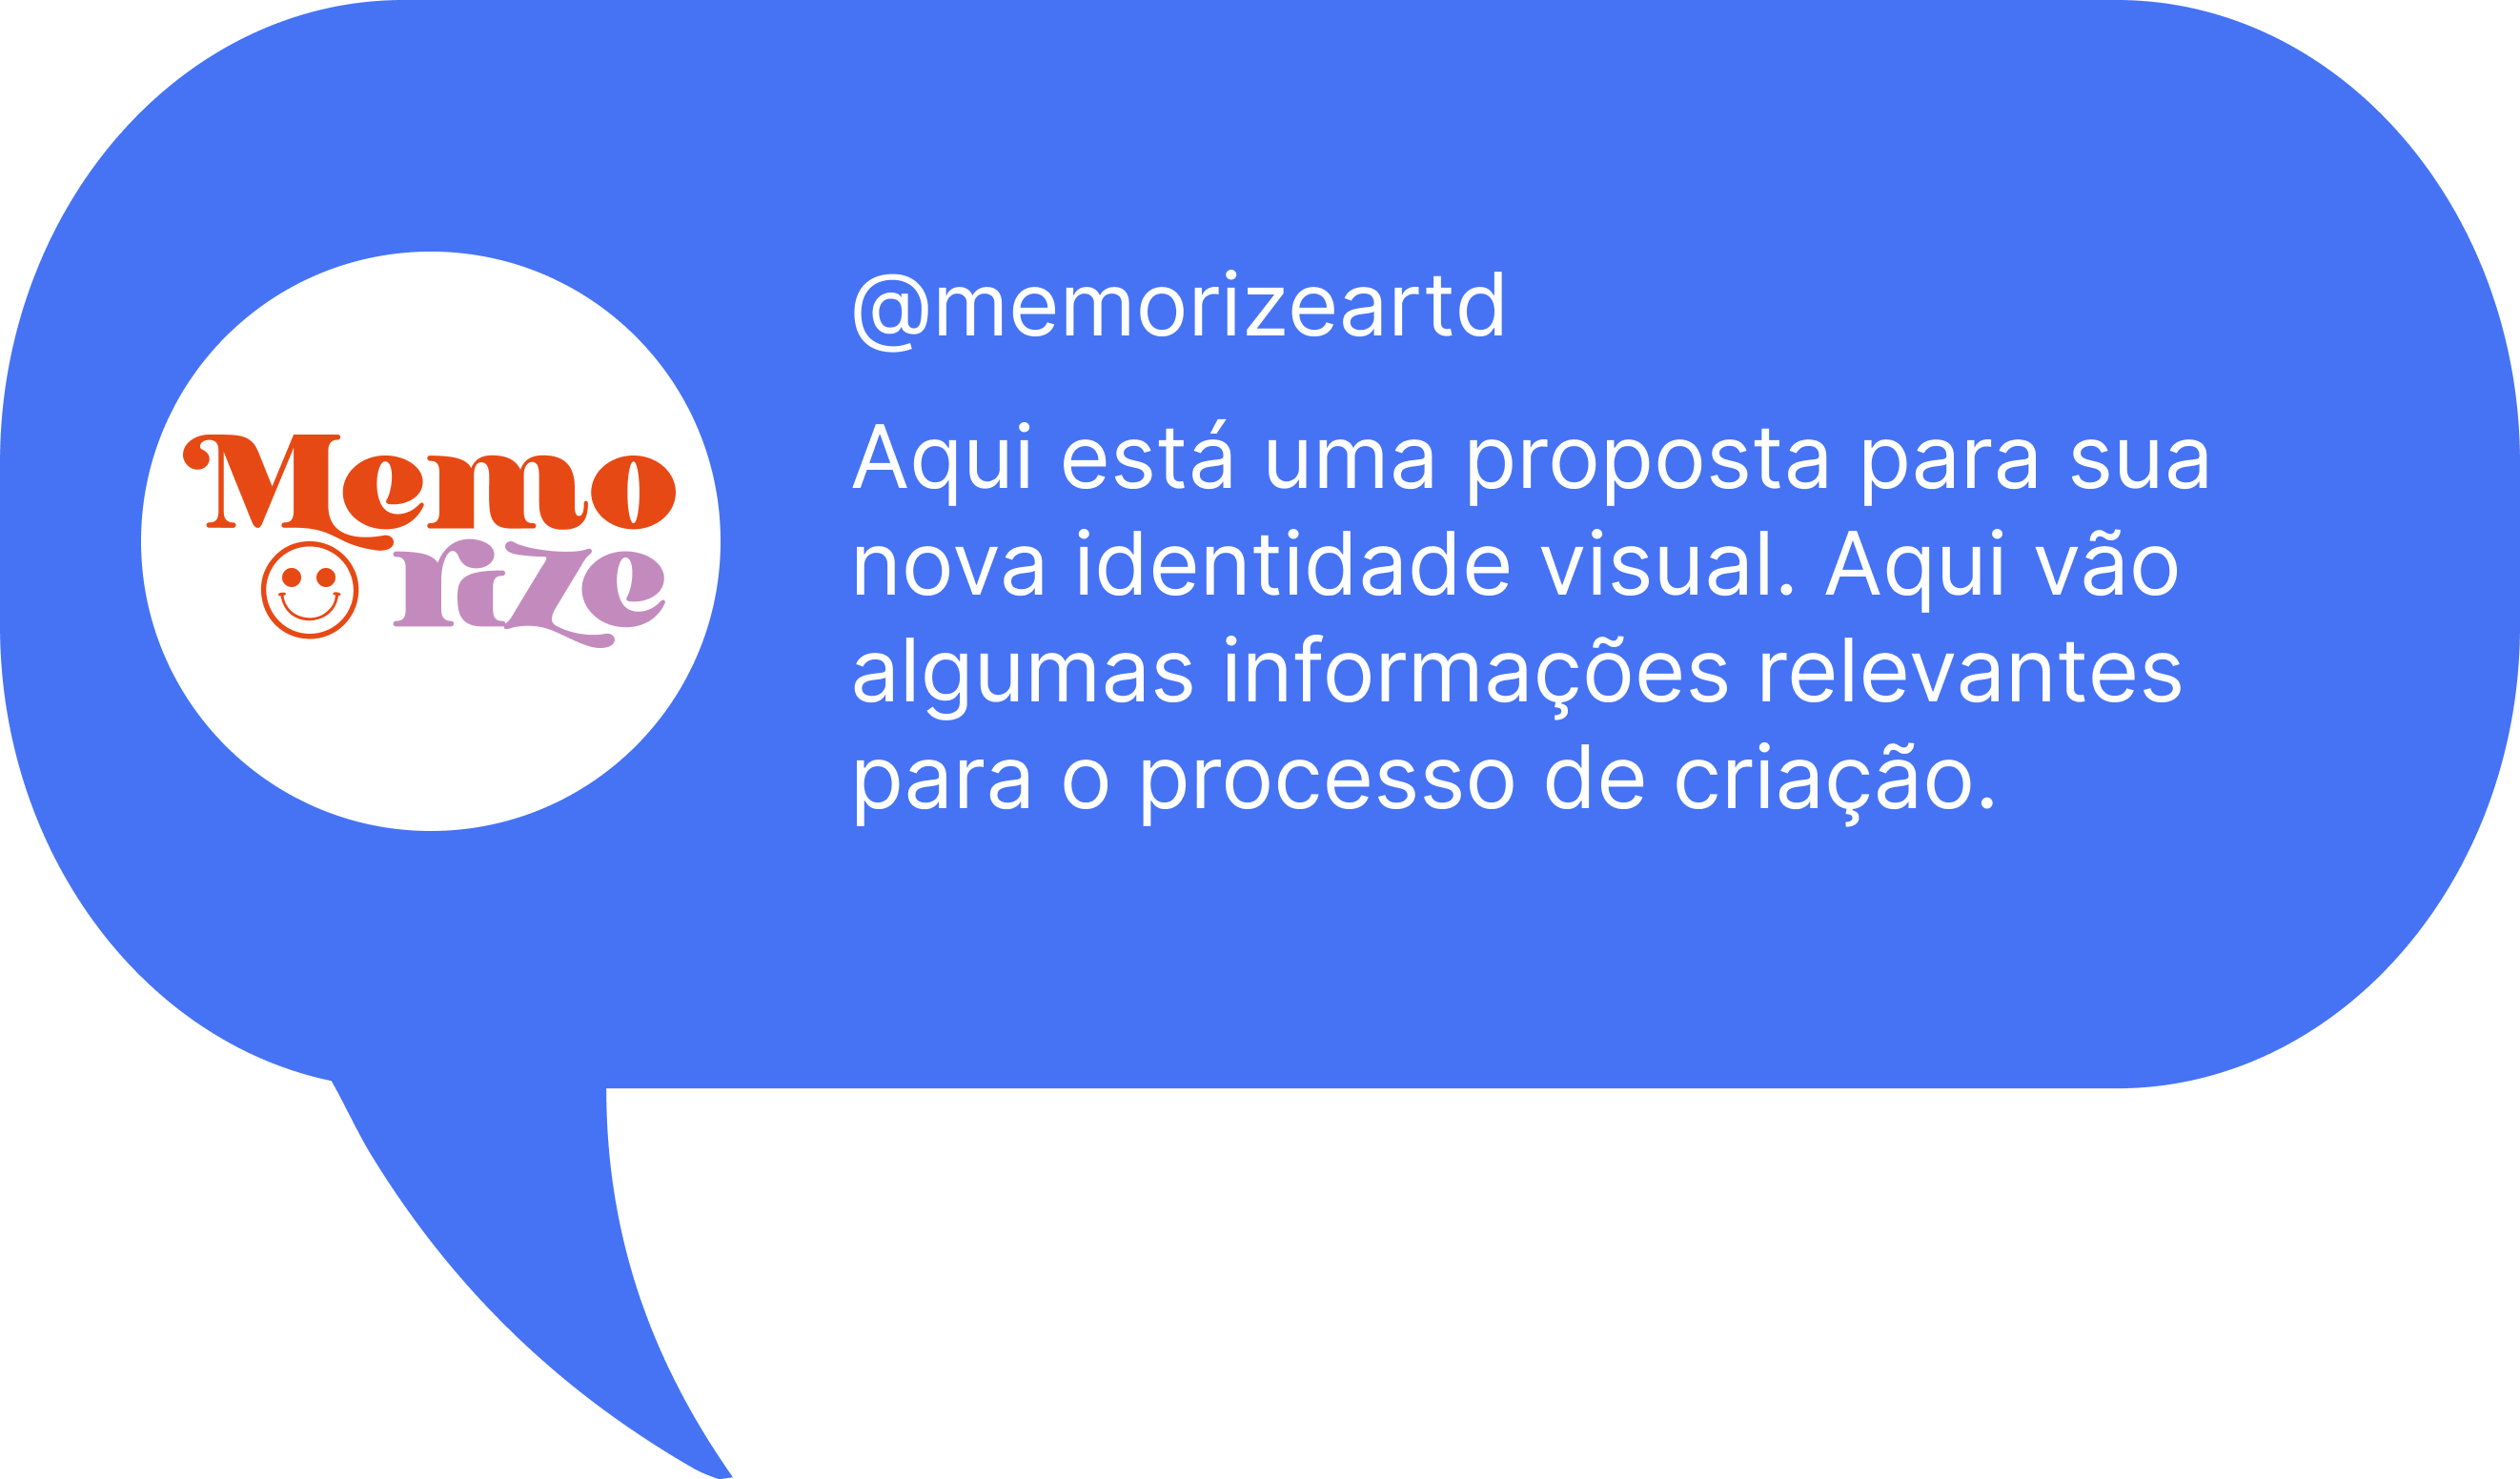 Memo
rize
@memorizeartd
Aqui está uma proposta para sua
nova identidade visual. Aqui vão
algumas informações relevantes
para o processo de criação.